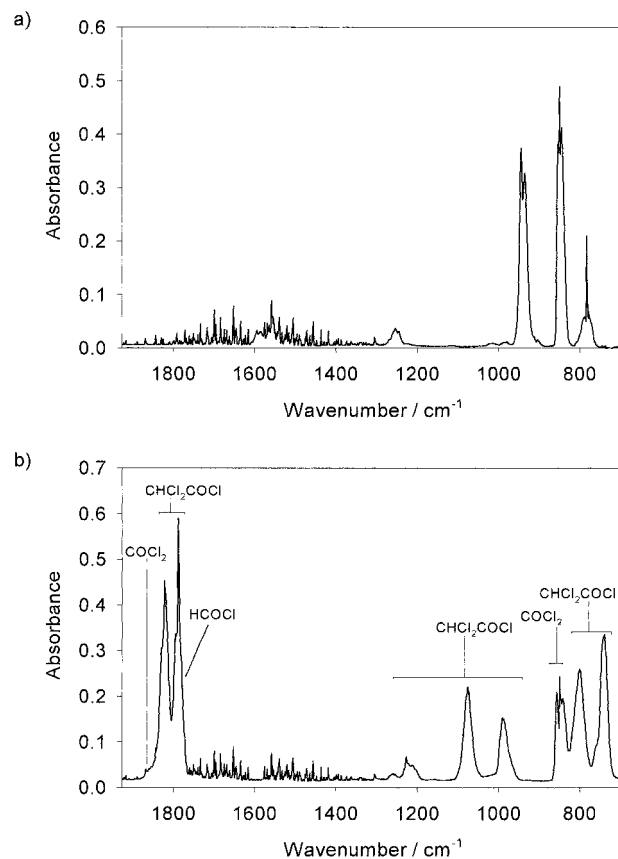 a)
0.6
0.5
0.4
0.3
0.2
0.1
0.0
Absorbance
1800 1600 1400 1200 1000 800
Wavenumber / cm⁻¹
b)
0.7
0.6
0.5
0.4
0.3
0.2
0.1
0.0
Absorbance
CHCl₂COCl
COCl₂
HCOCl
CHCl₂COCl
COCl₂
CHCl₂COCl
1800 1600 1400 1200 1000 800
Wavenumber / cm⁻¹